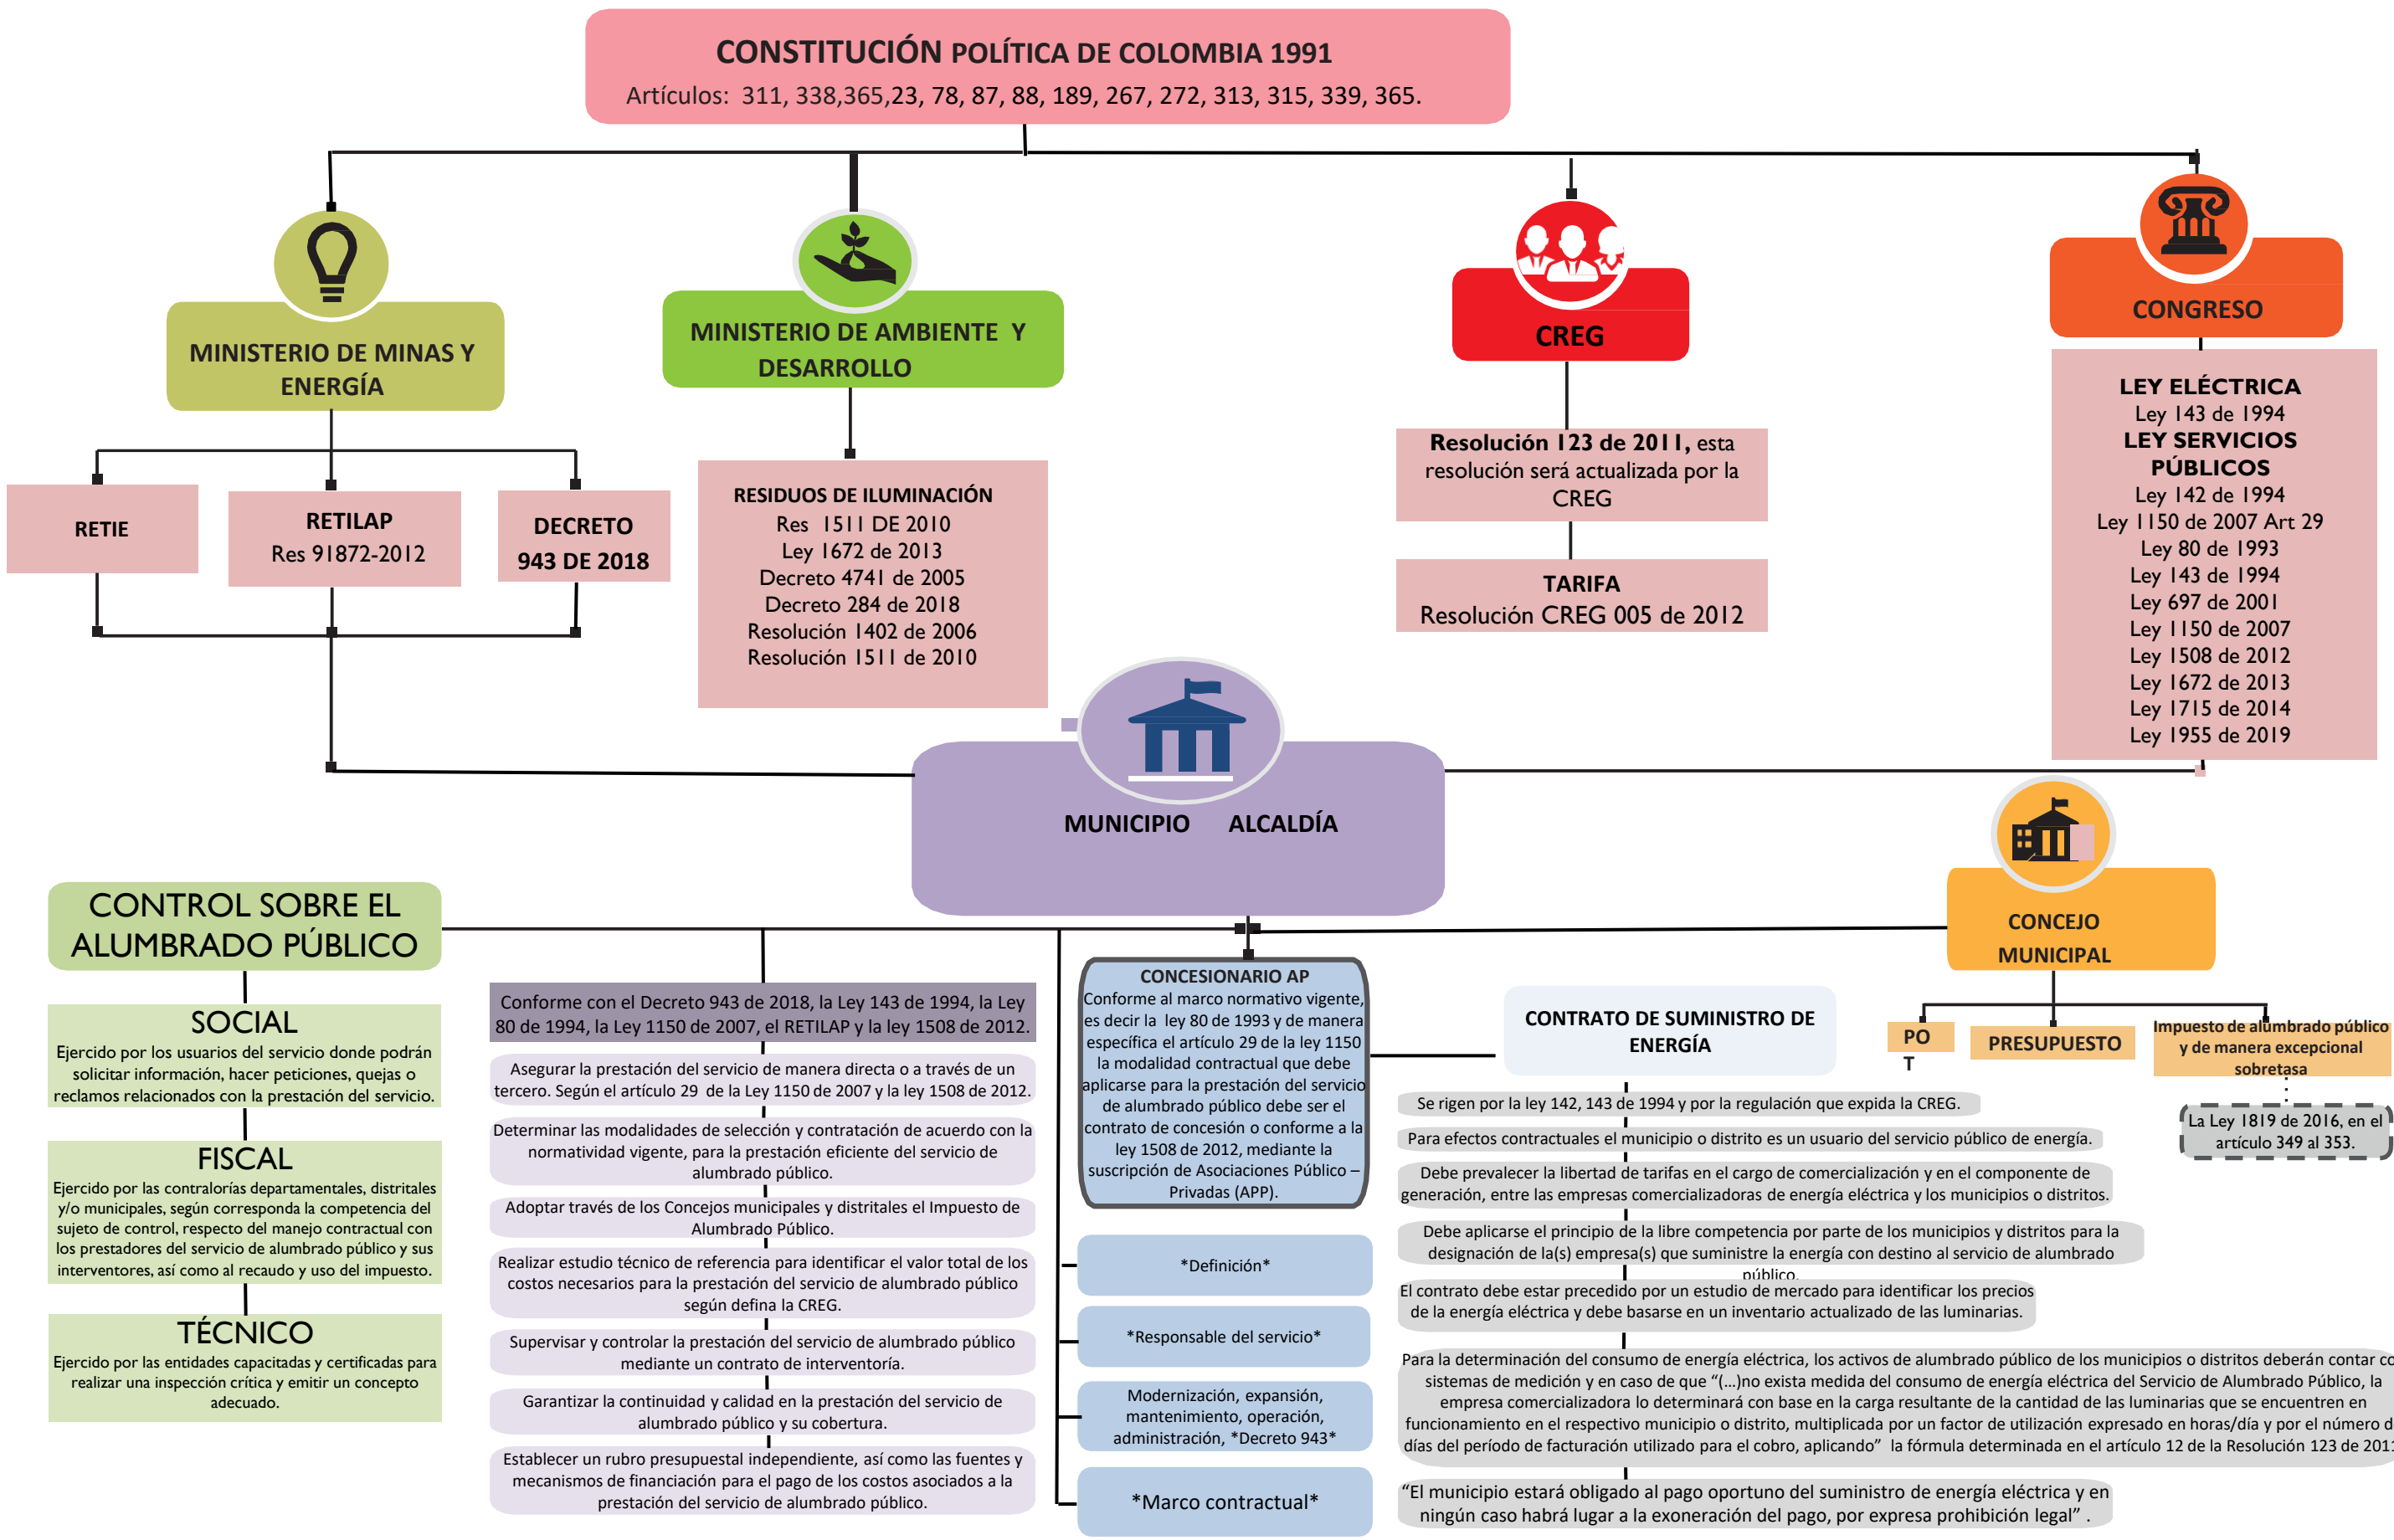 CONSTITUCIÓN POLÍTICA DE COLOMBIA 1991
Artículos: 311, 338,365,23, 78, 87, 88, 189, 267, 272, 313, 315, 339, 365.
MINISTERIO DE MINAS Y
ENERGÍA
RETIE
RETILAP
Res 91872-2012
DECRETO
943 DE 2018
MINISTERIO DE AMBIENTE Y
DESARROLLO
RESIDUOS DE ILUMINACIÓN
Res 1511 DE 2010
Ley 1672 de 2013
Decreto 4741 de 2005
Decreto 284 de 2018
Resolución 1402 de 2006
Resolución 1511 de 2010
CREG
Resolución 123 de 2011, esta
resolución será actualizada por la
CREG
TARIFA
Resolución CREG 005 de 2012
CONGRESO
LEY ELÉCTRICA
Ley 143 de 1994
LEY SERVICIOS
PÚBLICOS
Ley 142 de 1994
Ley 1150 de 2007 Art 29
Ley 80 de 1993
Ley 143 de 1994
Ley 697 de 2001
Ley 1150 de 2007
Ley 1508 de 2012
Ley 1672 de 2013
Ley 1715 de 2014
Ley 1955 de 2019
MUNICIPIO ALCALDÍA
CONTROL SOBRE EL
ALUMBRADO PÚBLICO
SOCIAL
Ejercido por los usuarios del servicio donde podrán
solicitar información, hacer peticiones, quejas o
reclamos relacionados con la prestación del servicio.
FISCAL
Ejercido por las contralorías departamentales, distritales
y/o municipales, según corresponda la competencia del
sujeto de control, respecto del manejo contractual con
los prestadores del servicio de alumbrado público y sus
interventores, así como al recaudo y uso del impuesto.
TÉCNICO
Ejercido por las entidades capacitadas y certificadas para
realizar una inspección crítica y emitir un concepto
adecuado.
Conforme con el Decreto 943 de 2018, la Ley 143 de 1994, la Ley
80 de 1994, la Ley 1150 de 2007, el RETILAP y la ley 1508 de 2012.
Asegurar la prestación del servicio de manera directa o a través de un
tercero. Según el artículo 29 de la Ley 1150 de 2007 y la ley 1508 de 2012.
Determinar las modalidades de selección y contratación de acuerdo con la
normatividad vigente, para la prestación eficiente del servicio de
alumbrado público.
Adoptar través de los Concejos municipales y distritales el Impuesto de
Alumbrado Público.
Realizar estudio técnico de referencia para identificar el valor total de los
costos necesarios para la prestación del servicio de alumbrado público
según defina la CREG.
Supervisar y controlar la prestación del servicio de alumbrado público
mediante un contrato de interventoría.
Garantizar la continuidad y calidad en la prestación del servicio de
alumbrado público y su cobertura.
Establecer un rubro presupuestal independiente, así como las fuentes y
mecanismos de financiación para el pago de los costos asociados a la
prestación del servicio de alumbrado público.
CONCESIONARIO AP
Conforme al marco normativo vigente,
es decir la ley 80 de 1993 y de manera
específica el artículo 29 de la ley 1150
la modalidad contractual que debe
aplicarse para la prestación del servicio
de alumbrado público debe ser el
contrato de concesión o conforme a la
ley 1508 de 2012, mediante la
suscripción de Asociaciones Público –
Privadas (APP).
*Definición*
*Responsable del servicio*
Modernización, expansión,
mantenimiento, operación,
administración, *Decreto 943*
*Marco contractual*
CONTRATO DE SUMINISTRO DE
ENERGÍA
Se rigen por la ley 142, 143 de 1994 y por la regulación que expida la CREG.
Para efectos contractuales el municipio o distrito es un usuario del servicio público de energía.
Debe prevalecer la libertad de tarifas en el cargo de comercialización y en el componente de
generación, entre las empresas comercializadoras de energía eléctrica y los municipios o distritos.
Debe aplicarse el principio de la libre competencia por parte de los municipios y distritos para la
designación de la(s) empresa(s) que suministre la energía con destino al servicio de alumbrado
público.
El contrato debe estar precedido por un estudio de mercado para identificar los precios
de la energía eléctrica y debe basarse en un inventario actualizado de las luminarias.
Para la determinación del consumo de energía eléctrica, los activos de alumbrado público de los municipios o distritos deberán contar co
sistemas de medición y en caso de que “(...)no exista medida del consumo de energía eléctrica del Servicio de Alumbrado Público, la
empresa comercializadora lo determinará con base en la carga resultante de la cantidad de las luminarias que se encuentren en
funcionamiento en el respectivo municipio o distrito, multiplicada por un factor de utilización expresado en horas/día y por el número d
días del período de facturación utilizado para el cobro, aplicando” la fórmula determinada en el artículo 12 de la Resolución 123 de 2011
“El municipio estará obligado al pago oportuno del suministro de energía eléctrica y en
ningún caso habrá lugar a la exoneración del pago, por expresa prohibición legal” .
CONCEJO
MUNICIPAL
PO
T
PRESUPUESTO
Impuesto de alumbrado público
y de manera excepcional
sobretasa
La Ley 1819 de 2016, en el
artículo 349 al 353.